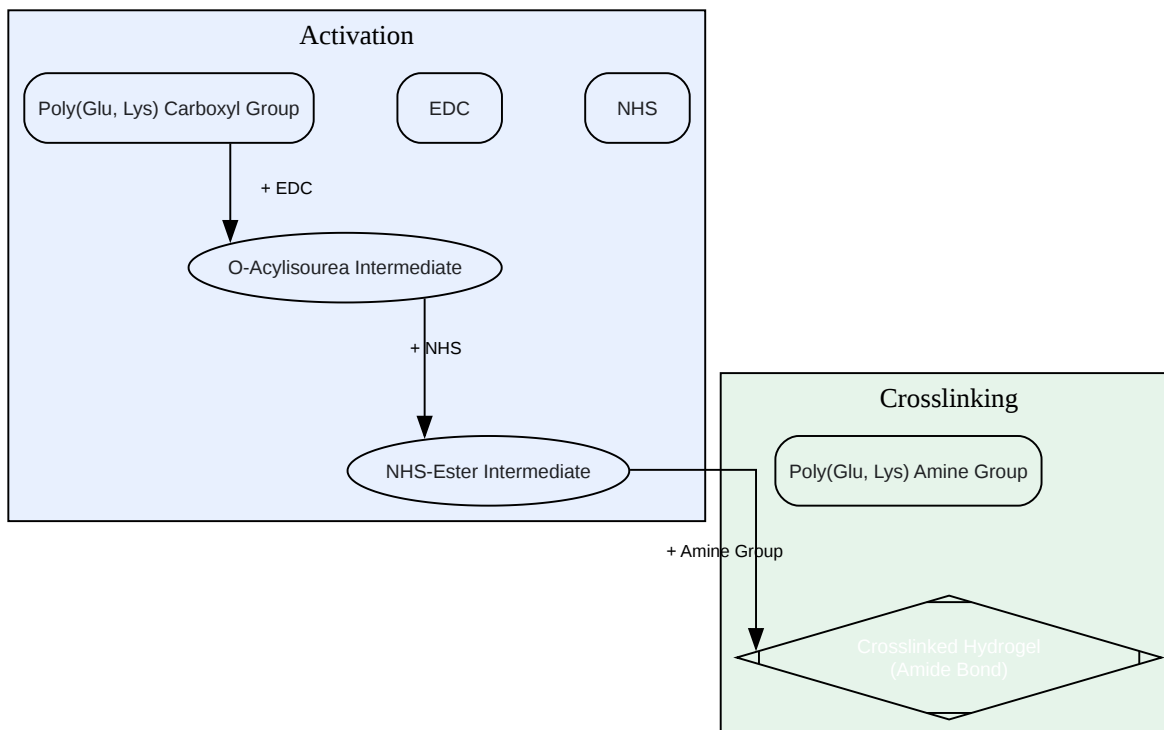 Activation
Poly(Glu, Lys) Carboxyl Group
EDC
NHS
+ EDC
O-Acylisourea Intermediate
+ NHS
NHS-Ester Intermediate
Crosslinking
Poly(Glu, Lys) Amine Group
+ Amine Group
Crosslinked Hydrogel
(Amide Bond)